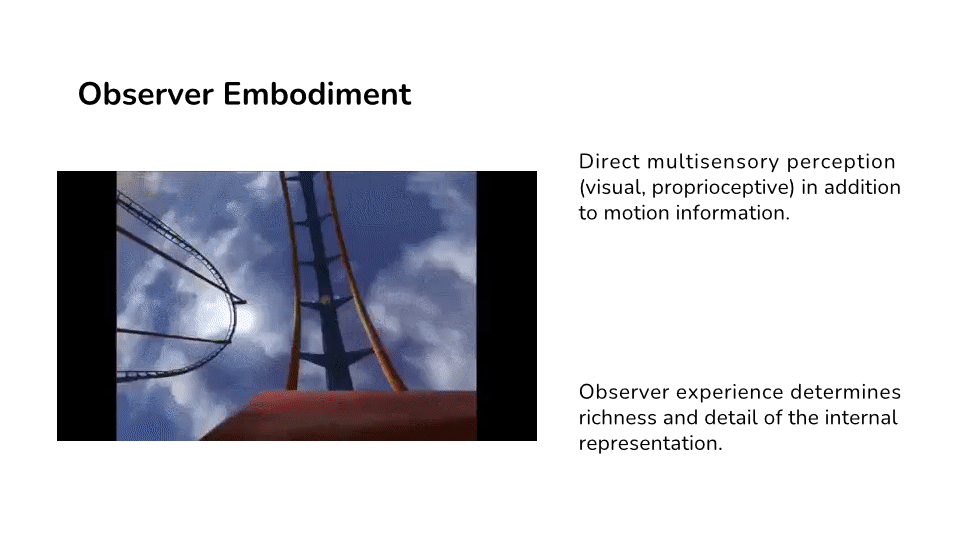 Observer Embodiment
Direct multisensory perception
(visual, proprioceptive) in addition
to motion information.
Observer experience determines
richness and detail of the internal
representation.